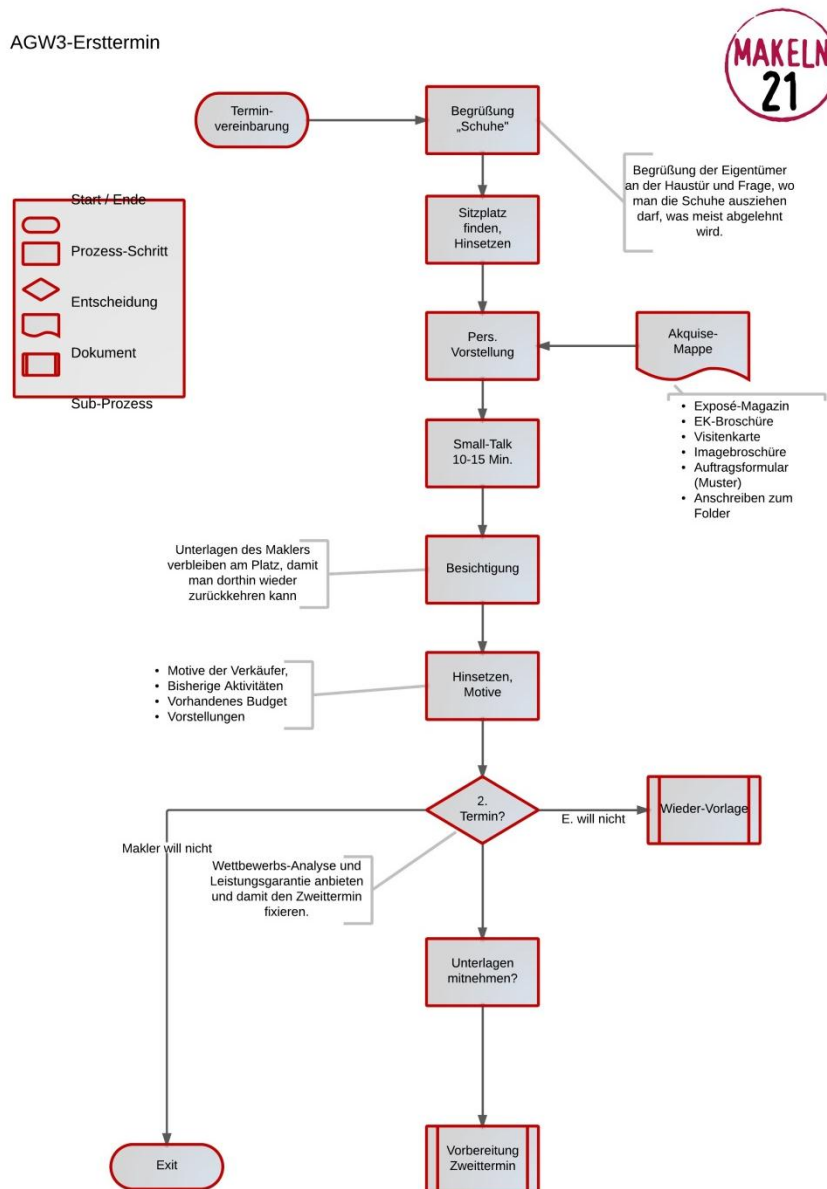 AGW3-Ersttermin
MAKELN
21
Termin-
vereinbarung
Begrüßung
„Schuhe"
Begrüßung der Eigentümer
an der Haustür und Frage, wo
man die Schuhe ausziehen
darf, was meist abgelehnt
wird.
Start / Ende
Prozess-Schritt
Entscheidung
Dokument
Sub-Prozess
Sitzplatz
finden,
Hinsetzen
Pers.
Vorstellung
Akquise-
Mappe
• Exposé-Magazin
• EK-Broschüre
• Visitenkarte
• Imagebroschüre
• Auftragsformular
(Muster)
• Anschreiben zum
Folder
Small-Talk
10-15 Min.
Unterlagen des Maklers
verbleiben am Platz, damit
man dorthin wieder
zurückkehren kann
Besichtigung
• Motive der Verkäufer,
• Bisherige Aktivitäten
• Vorhandenes Budget
• Vorstellungen
Hinsetzen,
Motive
2.
Termin?
E. will nicht
Wieder-Vorlage
Makler will nicht
Wettbewerbs-Analyse und
Leistungsgarantie anbieten
und damit den Zweittermin
fixieren.
Unterlagen
mitnehmen?
Exit
Vorbereitung
Zweittermin